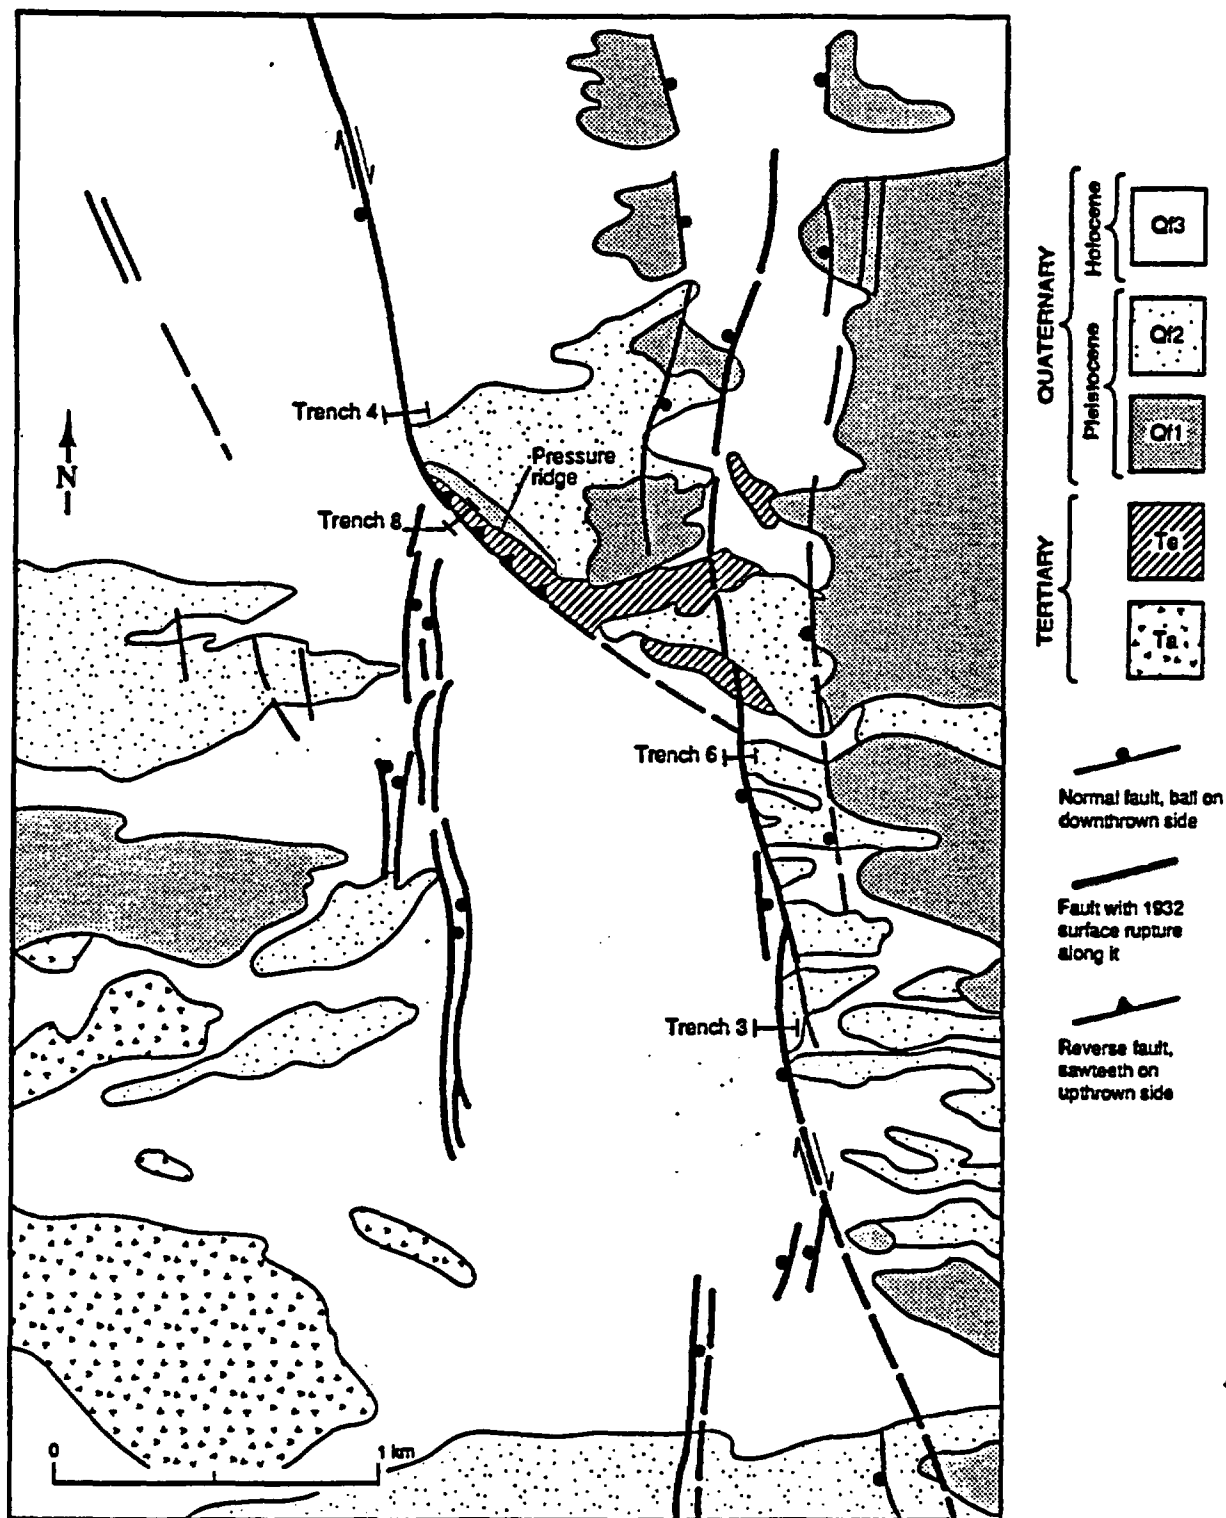 Trench 4
Pressure
ridge
N
Trench 8
Trench 6
Trench 3
0
1 km
QUATERNARY
Holocene
Pleistocene
TERTIARY
Qf3
Qf2
Qf1
Te
Ta
Normal fault, ball on
downthrown side
Fault with 1932
surface rupture
along it
Reverse fault,
sawteeth on
upthrown side